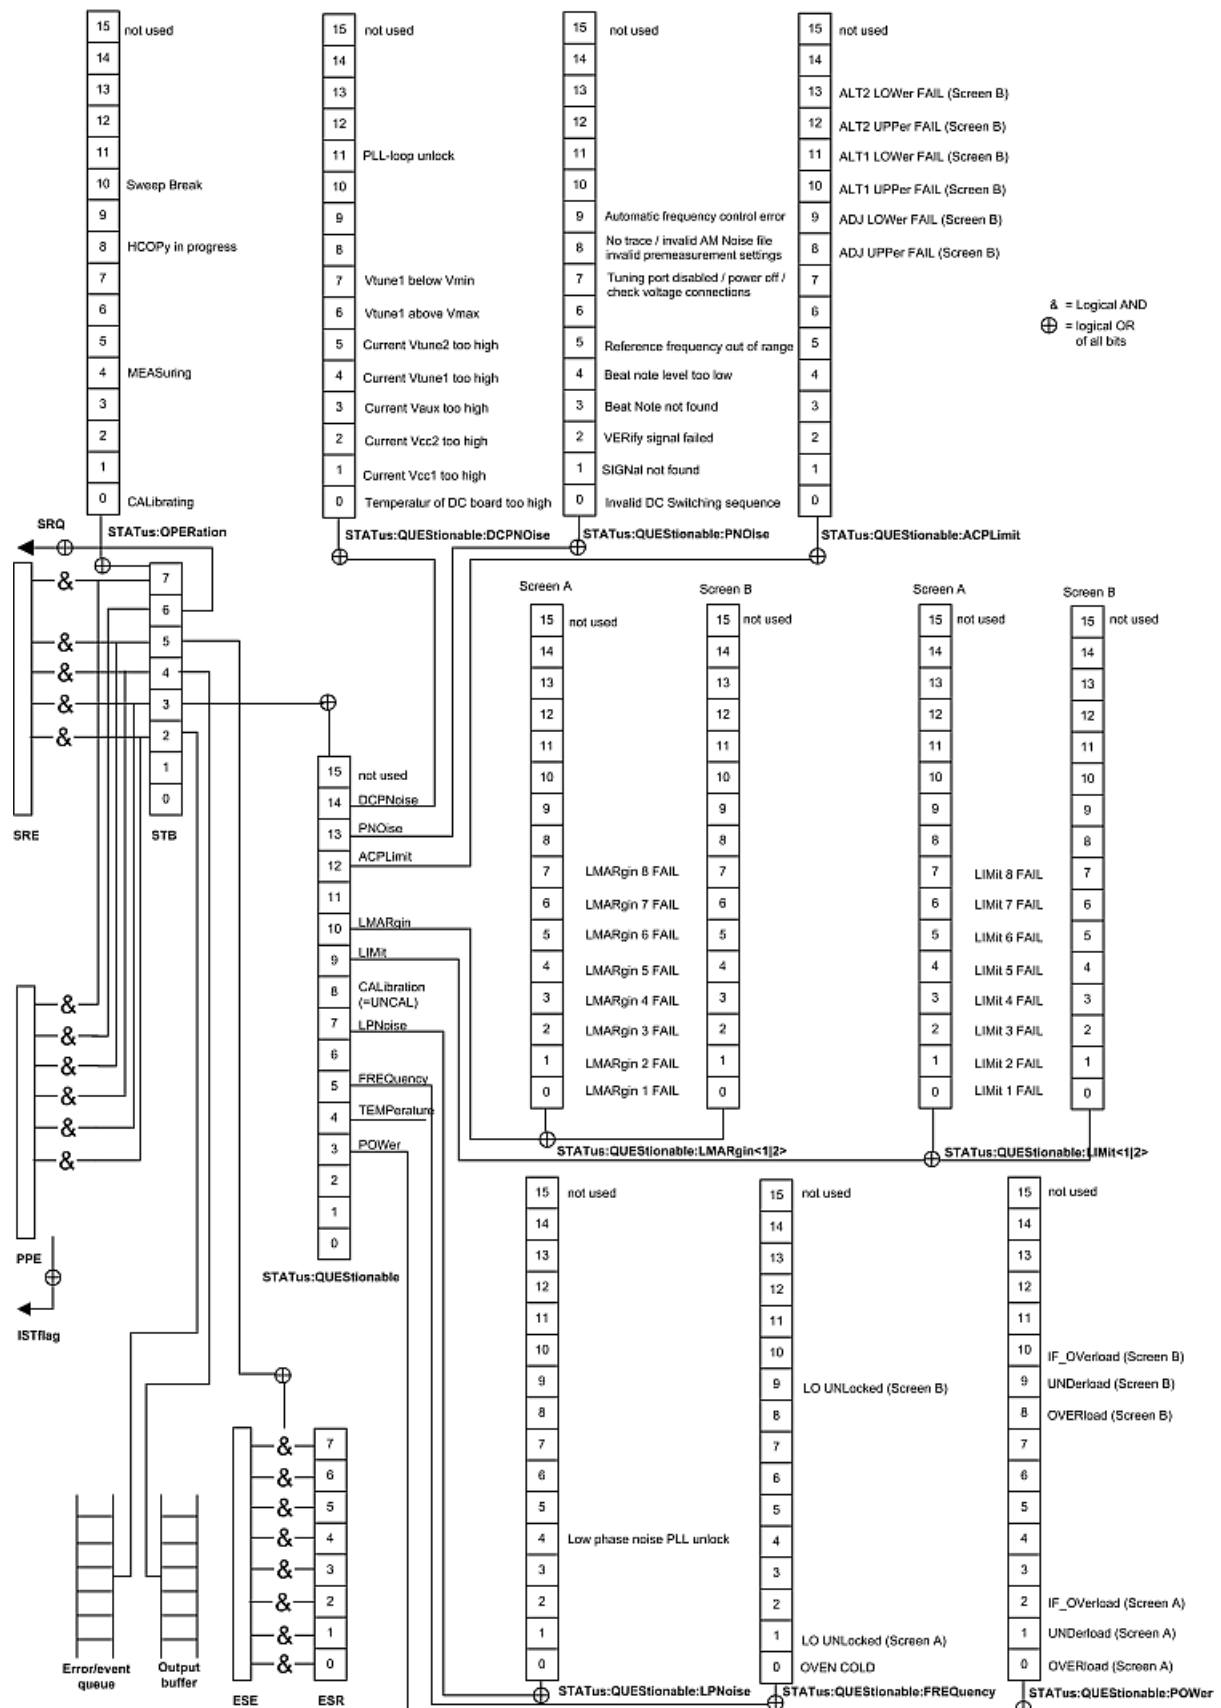 15 not used
14
13
12
11
10 Sweep Break
9
8 HCOPy in progress
7
6
5
4 MEASuring
3
2
1
0 CALibrating
STATus:OPERation
15 not used
14
13
12
11 PLL-loop unlock
10
9
8
7 Vtune1 below Vmin
6 Vtune1 above Vmax
5 Current Vtune2 too high
4 Current Vtune1 too high
3 Current Vaux too high
2 Current Vcc2 too high
1 Current Vcc1 too high
0 Temperatur of DC board too high
STATus:QUEStionable:DCPNOise
15 not used
14
13
12
11
10
9 Automatic frequency control error
8 No trace / invalid AM Noise file
invalid premeasurement settings
7 Tuning port disabled / power off /
check voltage connections
6
5 Reference frequency out of range
4 Beat note level too low
3 Beat Note not found
2 VERify signal failed
1 SIGNal not found
0 Invalid DC Switching sequence
STATus:QUEStionable:PNOise
15 not used
14
13 ALT2 LOWer FAIL (Screen B)
12 ALT2 UPPer FAIL (Screen B)
11 ALT1 LOWer FAIL (Screen B)
10 ALT1 UPPer FAIL (Screen B)
9 ADJ LOWer FAIL (Screen B)
8 ADJ UPPer FAIL (Screen B)
7
6
5
4
3
2
1
0
STATus:QUEStionable:ACPLimit
& = Logical AND
= logical OR
of all bits
SRQ
&
&
&
&
&
SRE
7
6
5
4
3
2
1
0
STB
&
&
&
&
&
&
PPE
ISTflag
15 not used
14 DCPNoise
13 PNOise
12 ACPLimit
11
10 LMARgin
9 LIMit
8 CALibration
(=UNCAL)
7 LPNoise
6
5 FREQuency
4 TEMPerature
3 POWer
2
1
0
STATus:QUEStionable
Screen A
15 not used
14
13
12
11
10
9
8
7 LMARgin 8 FAIL
6 LMARgin 7 FAIL
5 LMARgin 6 FAIL
4 LMARgin 5 FAIL
3 LMARgin 4 FAIL
2 LMARgin 3 FAIL
1 LMARgin 2 FAIL
0 LMARgin 1 FAIL
Screen B
15 not used
14
13
12
11
10
9
8
7
6
5
4
3
2
1
0
STATus:QUEStionable:LMARgin<1|2>
Screen A
15 not used
14
13
12
11
10
9
8
7 LIMit 8 FAIL
6 LIMit 7 FAIL
5 LIMit 6 FAIL
4 LIMit 5 FAIL
3 LIMit 4 FAIL
2 LIMit 3 FAIL
1 LIMit 2 FAIL
0 LIMit 1 FAIL
Screen B
15 not used
14
13
12
11
10
9
8
7
6
5
4
3
2
1
0
STATus:QUEStionable:LIMit<1|2>
Error/event
queue
Output
buffer
ESE
&
&
&
&
&
&
&
&
7
6
5
4
3
2
1
0
ESR
15 not used
14
13
12
11
10
9
8
7
6
5
4 Low phase noise PLL unlock
3
2
1
0
STATus:QUEStionable:LPNoise
15 not used
14
13
12
11
10
9 LO UNLocked (Screen B)
8
7
6
5
4
3
2
1 LO UNLocked (Screen A)
0 OVEN COLD
STATus:QUEStionable:FREQuency
15 not used
14
13
12
11
10 IF_OVerload (Screen B)
9 UNDerload (Screen B)
8 OVERload (Screen B)
7
6
5
4
3
2 IF_OVerload (Screen A)
1 UNDerload (Screen A)
0 OVERload (Screen A)
STATus:QUEStionable:POWer